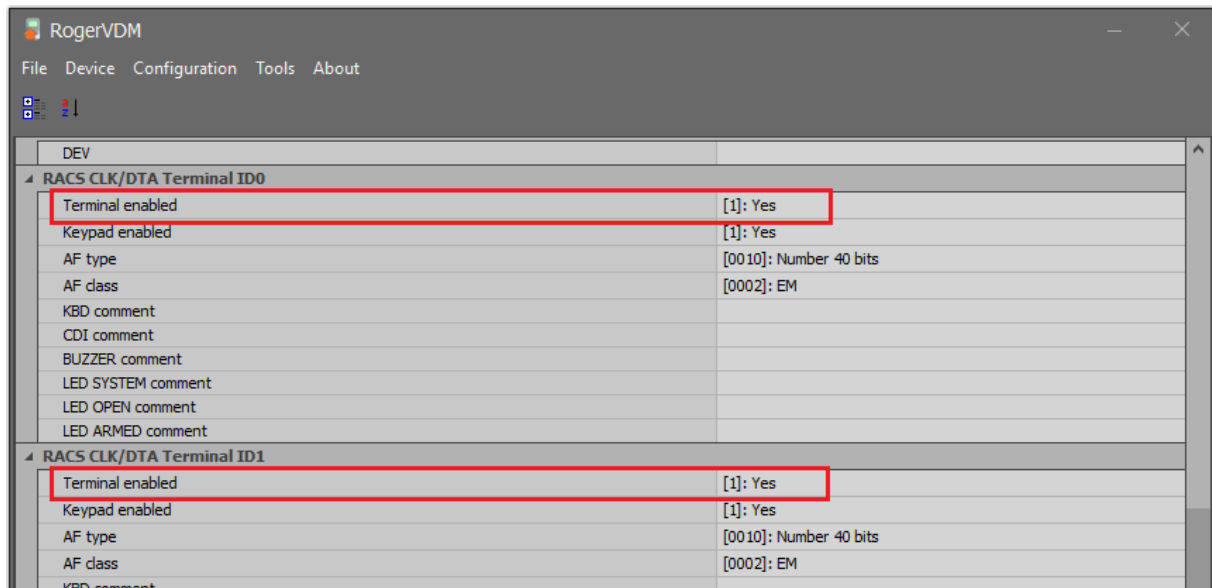 RogerVDM
File Device Configuration Tools About
DEV
RACS CLK/DTA Terminal ID0
Terminal enabled [1]: Yes
Keypad enabled [1]: Yes
AF type [0010]: Number 40 bits
AF class [0002]: EM
KBD comment
CDI comment
BUZZER comment
LED SYSTEM comment
LED OPEN comment
LED ARMED comment
RACS CLK/DTA Terminal ID1
Terminal enabled [1]: Yes
Keypad enabled [1]: Yes
AF type [0010]: Number 40 bits
AF class [0002]: EM
KBD comment